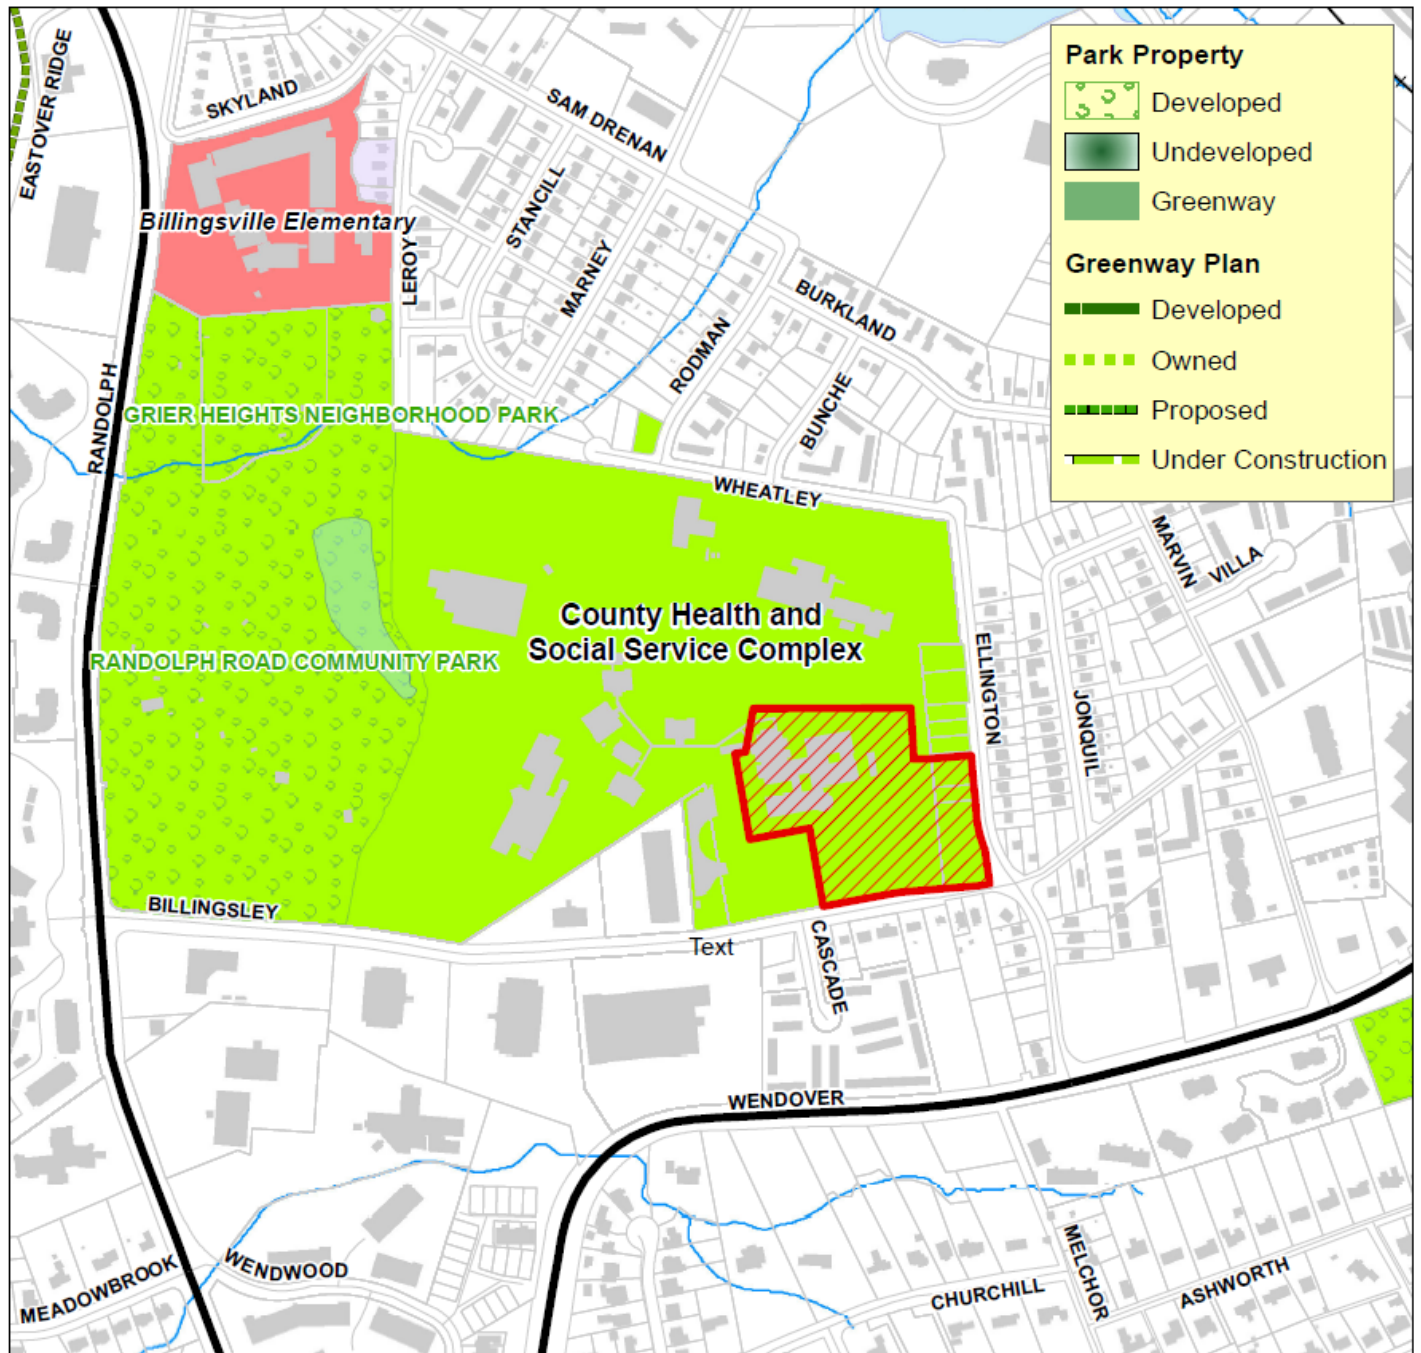 EASTOVER RIDGE
SKYLAND
SAM DRENAN
Billingsville Elementary
LEROY
STANCILL
MARNEY
BURKLAND
RODMAN
BUNCHE
RANDOLPH
GRIER HEIGHTS NEIGHBORHOOD PARK
WHEATLEY
Park Property
Developed
Undeveloped
Greenway
Greenway Plan
Developed
Owned
Proposed
Under Construction
MARVIN
VILLA
County Health and
Social Service Complex
RANDOLPH ROAD COMMUNITY PARK
ELLINGTON
JONQUIL
BILLINGSLEY
Text
CASCADE
WENDOVER
MEADOWBROOK
WENDWOOD
CHURCHILL
MELCHOR
ASHWORTH